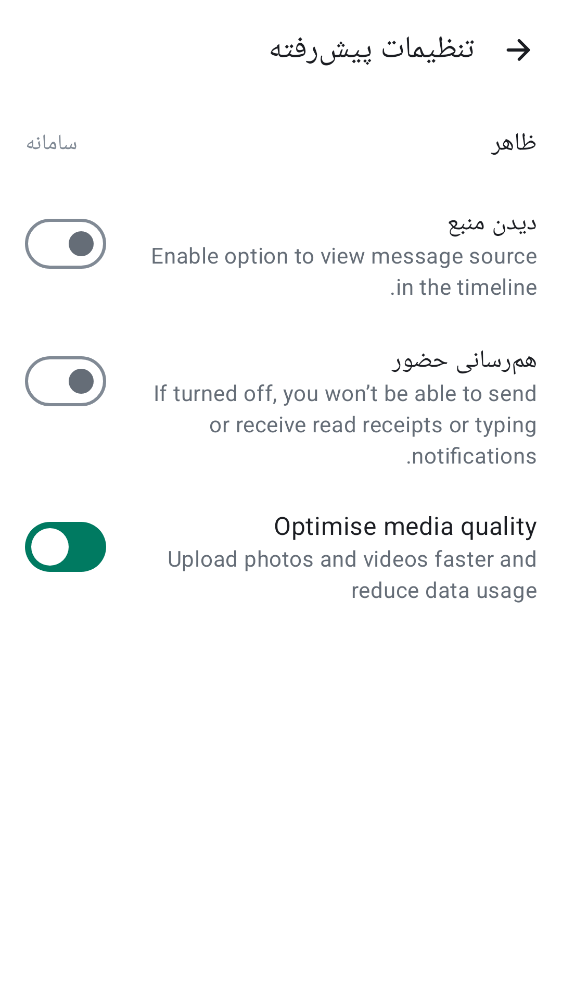 تنظیمات پیش‌رفته
ظاهر
سامانه
دیدن منبع
Enable option to view message source
in the timeline.
هم‌رسانی حضور
If turned off, you won’t be able to send
or receive read receipts or typing
notifications.
Optimise media quality
Upload photos and videos faster and
reduce data usage